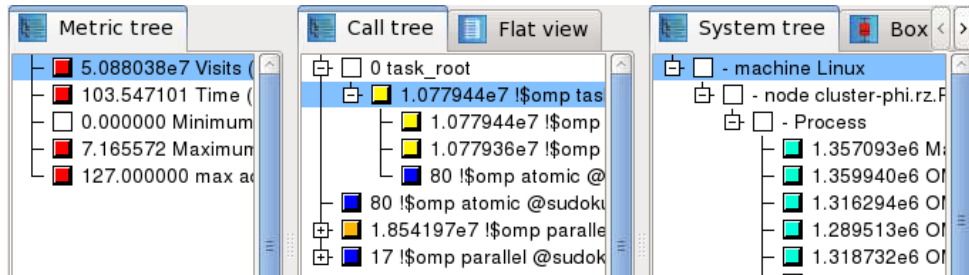 Metric tree
5.088038e7 Visits (
103.547101 Time (
0.000000 Minimum
7.165572 Maximum
127.000000 max
Call tree
Flat view
0 task_root
1.077944e7 !$omp tas
1.077944e7 !$omp
1.077936e7 !$omp
80 !$omp atomic @
80 !$omp atomic @sudoku
1.854197e7 !$omp paralle
17 !$omp parallel @sudok
System tree
Box
- machine Linux
- node cluster-phi.rz.
- Process
1.357093e6
1.359940e6
1.316294e6
1.289513e6
1.318732e6